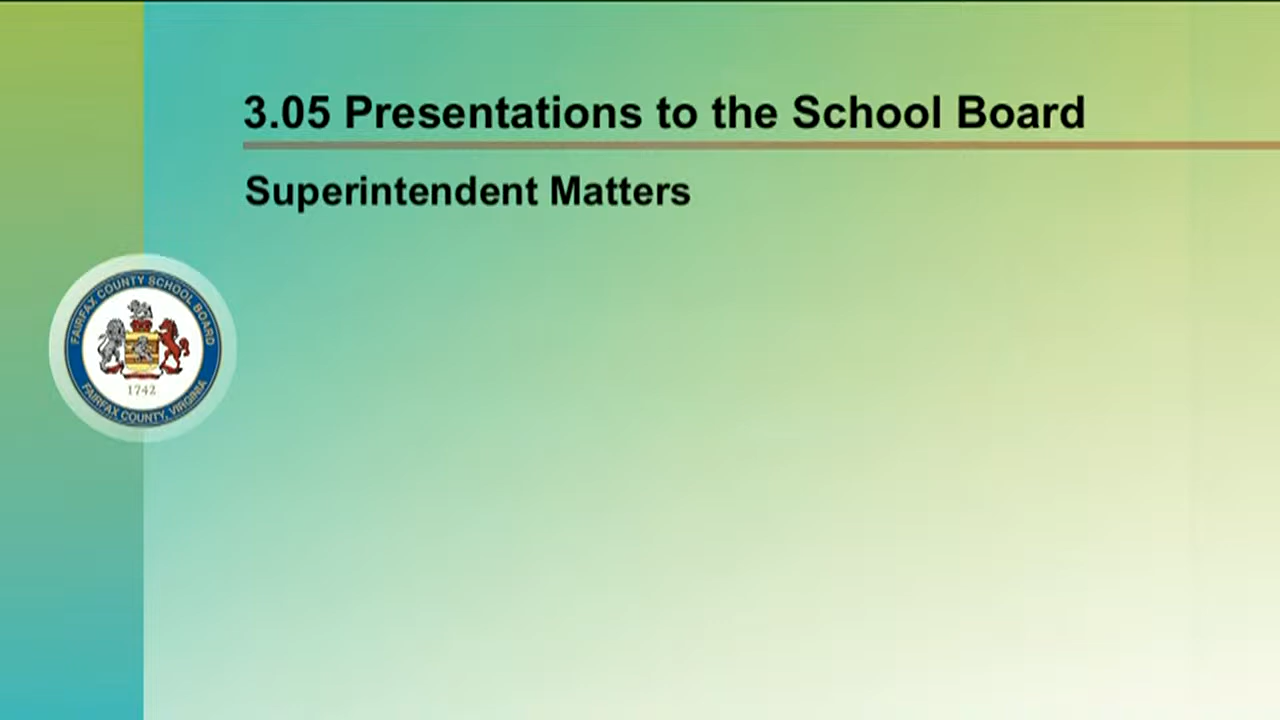 3.05 Presentations to the School Board
Superintendent Matters
FAIRFAX COUNTY SCHOOL BOARD
1742
FAIRFAX COUNTY, VIRGINIA